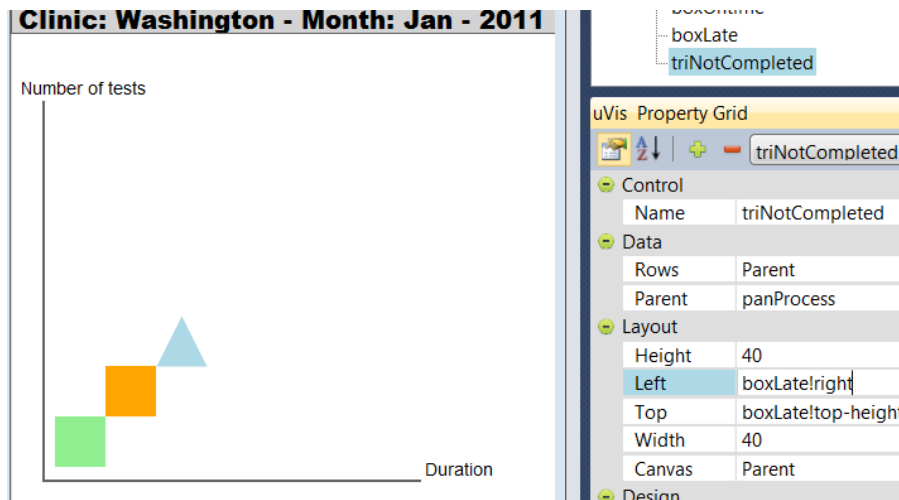 Clinic: Washington - Month: Jan - 2011
Number of tests
Duration
boxOntime
boxLate
triNotCompleted
uVis Property Grid
A
Z
triNotCompleted
Control
Name triNotCompleted
Data
Rows Parent
Parent panProcess
Layout
Height 40
Left boxLate!right
Top boxLate!top-height
Width 40
Canvas Parent
Design